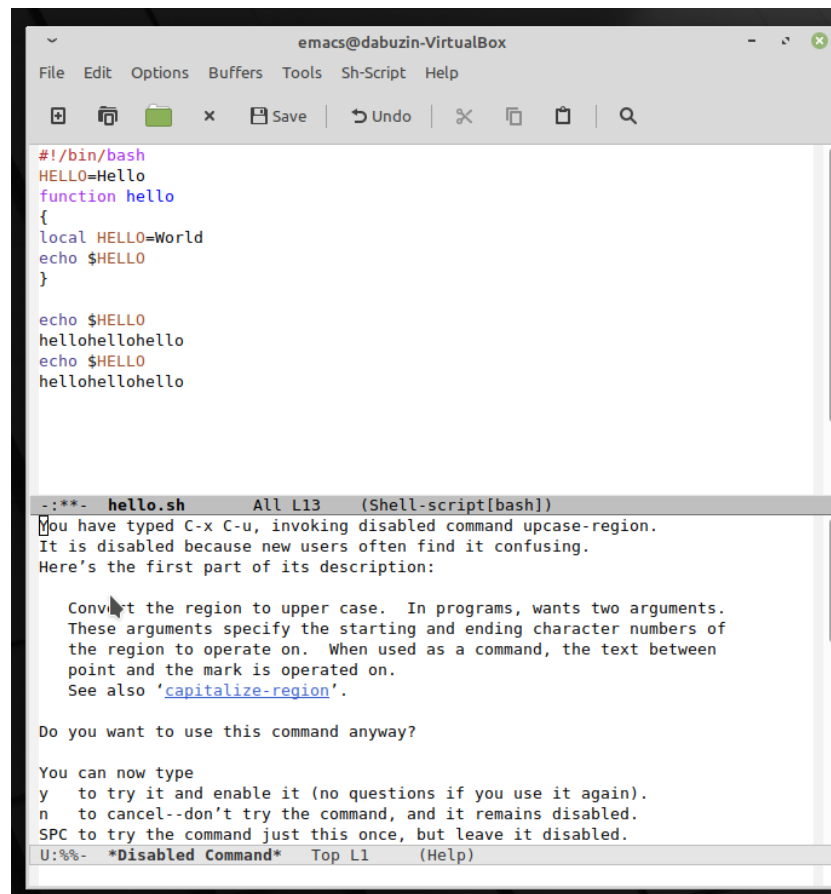 emacs@dabuzin-VirtualBox
File Edit Options Buffers Tools Sh-Script Help
Save Undo
#!/bin/bash
HELLO=Hello
function hello
{
local HELLO=World
echo $HELLO
}
echo $HELLO
hellohellohello
echo $HELLO
hellohellohello
-:**- hello.sh All L13 (Shell-script[bash])
You have typed C-x C-u, invoking disabled command upcase-region.
It is disabled because new users often find it confusing.
Here’s the first part of its description:
Convert the region to upper case. In programs, wants two arguments.
These arguments specify the starting and ending character numbers of
the region to operate on. When used as a command, the text between
point and the mark is operated on.
See also ‘capitalize-region’.
Do you want to use this command anyway?
You can now type
y to try it and enable it (no questions if you use it again).
n to cancel--don’t try the command, and it remains disabled.
SPC to try the command just this once, but leave it disabled.
U:%%- *Disabled Command* Top L1 (Help)